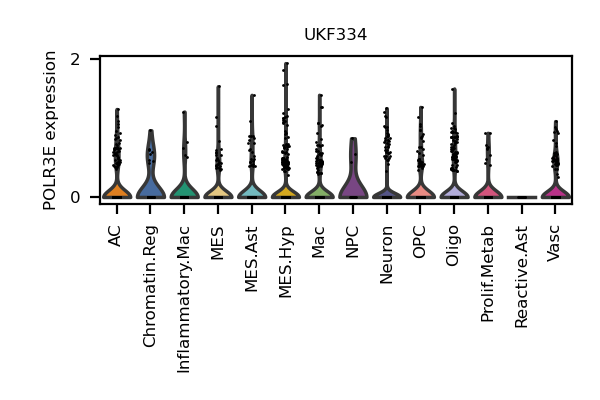 UKF334
POLR3E expression
2
0
AC
Chromatin.Reg
Inflammatory.Mac
MES
MES.Ast
MES.Hyp
Mac
NPC
Neuron
OPC
Oligo
Prolif.Metab
Reactive.Ast
Vasc